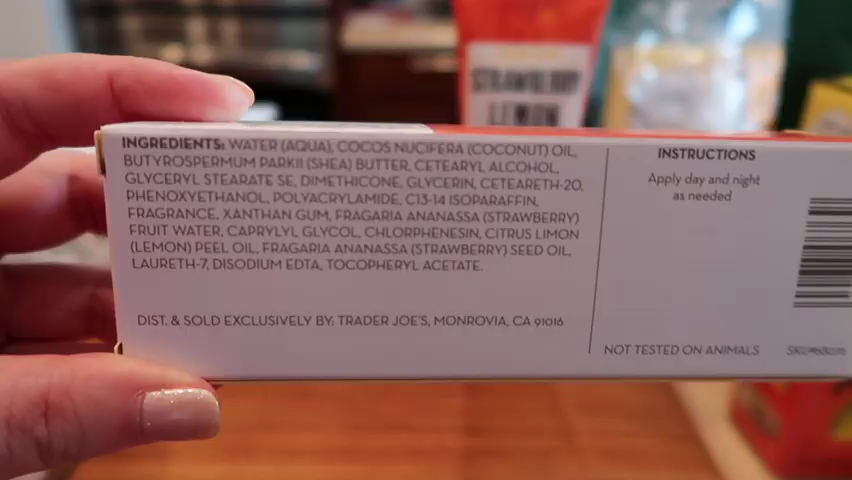 STRAWBERRY
LEMON
INGREDIENTS: WATER (AQUA), COCOS NUCIFERA (COCONUT) OIL,
BUTYROSPERMUM PARKII (SHEA) BUTTER, CETEARYL ALCOHOL,
GLYCERYL STEARATE SE, DIMETHICONE, GLYCERIN, CETEARETH-20,
PHENOXYETHANOL, POLYACRYLAMIDE, C13-14 ISOPARAFFIN,
FRAGRANCE, XANTHAN GUM, FRAGARIA ANANASSA (STRAWBERRY)
FRUIT WATER, CAPRYLYL GLYCOL, CHLORPHENESIN, CITRUS LIMON
(LEMON) PEEL OIL, FRAGARIA ANANASSA (STRAWBERRY) SEED OIL,
LAURETH-7, DISODIUM EDTA, TOCOPHERYL ACETATE.
DIST. & SOLD EXCLUSIVELY BY: TRADER JOE'S, MONROVIA, CA 91016
INSTRUCTIONS
Apply day and night
as needed
NOT TESTED ON ANIMALS